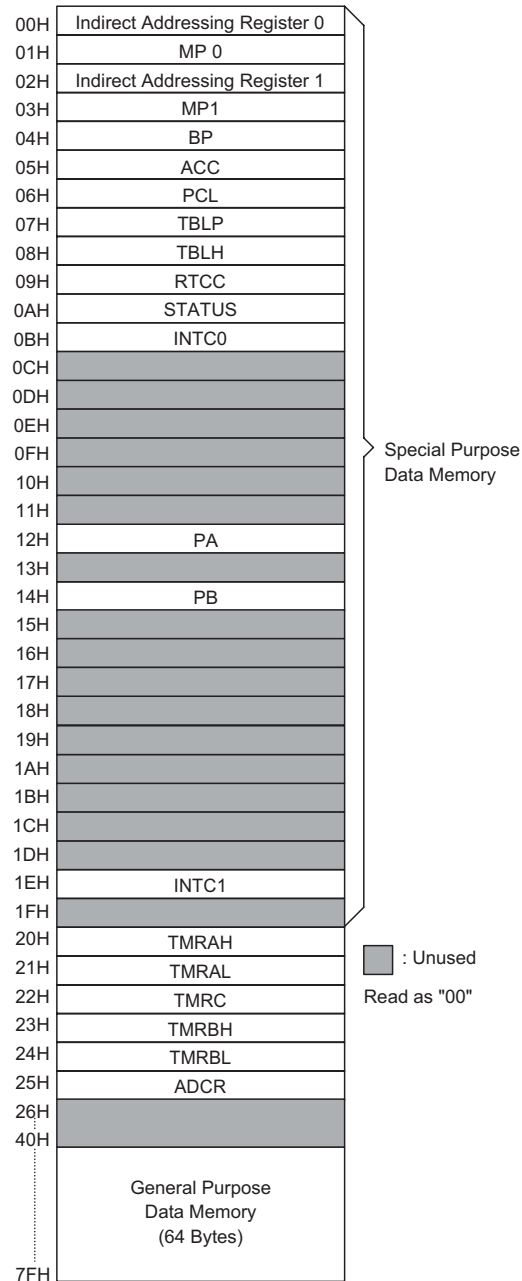 00H Indirect Addressing Register 0
01H MP 0
02H Indirect Addressing Register 1
03H MP1
04H BP
05H ACC
06H PCL
07H TBLP
08H TBLH
09H RTCC
0AH STATUS
0BH INTC0
0CH
0DH
0EH
0FH
10H
11H
12H PA
13H
14H PB
15H
16H
17H
18H
19H
1AH
1BH
1CH
1DH
1EH INTC1
1FH
Special Purpose
Data Memory
20H TMRAH
21H TMRAL
22H TMRC
23H TMRBH
24H TMRBL
25H ADCR
26H
40H
General Purpose
Data Memory
(64 Bytes)
7FH
: Unused
Read as "00"